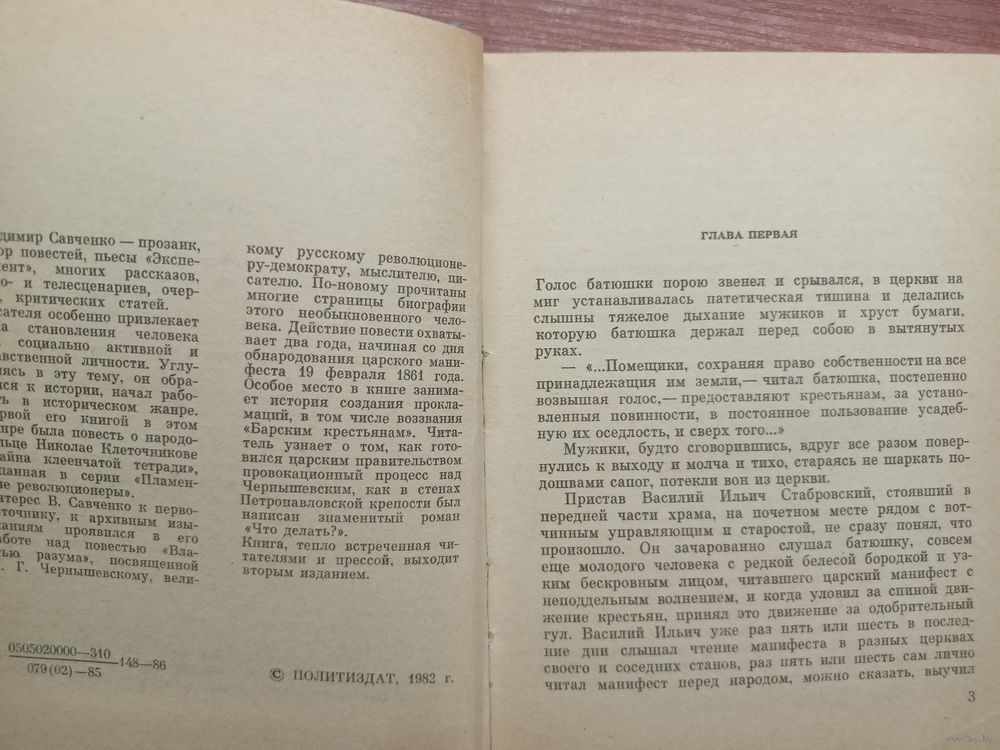 димир Савченко — прозаик,
ор повестей, пьесы «Экспе-
мент», многих рассказов,
о- и телесценариев, очер-
, критических статей.
сателя особенно привлекает
а становления человека
социально активной и
авственной личности. Углу-
ясь в эту тему, он обра-
лся к истории, начал рабо-
ть в историческом жанре.
рвой его книгой в этом
нре была повесть о народо-
льце Николае Клеточникове
айна клеенчатой тетради»,
данная в серии «Пламен-
ие революционеры».
нтерес В. Савченко к перво-
точнику, к архивным изы-
каниям проявился в его
аботе над повестью «Вла-
тью разума», посвященной
. Г. Чернышевскому, вели-
кому русскому революционе-
ру-демократу, мыслителю, пи-
сателю. По-новому прочитаны
многие страницы биографии
этого необыкновенного чело-
века. Действие повести охваты-
вает два года, начиная со дня
обнародования царского мани-
феста 19 февраля 1861 года.
Особое место в книге занима-
ет история создания прокла-
маций, в том числе воззвания
«Барским крестьянам». Чита-
тель узнает о том, как гото-
вился царским правительством
провокационный процесс над
Чернышевским, как в стенах
Петропавловской крепости был
написан знаменитый роман
«Что делать?».
Книга, тепло встреченная чи-
тателями и прессой, выходит
вторым изданием.
0505020000—310
079(02)—85
148—86
© ПОЛИТИЗДАТ, 1982 г.
ГЛАВА ПЕРВАЯ
Голос батюшки порою звенел и срывался, в церкви на
миг устанавливалась патетическая тишина и делались
слышны тяжелое дыхание мужиков и хруст бумаги,
которую батюшка держал перед собою в вытянутых
руках.
— «...Помещики, сохраняя право собственности на все
принадлежащия им земли,— читал батюшка, постепенно
возвышая голос,— предоставляют крестьянам, за уста-
новленныя повинности, в постоянное пользование усадеб-
ную их оседлость, и сверх того...»
Мужики, будто сговорившись, вдруг все разом повер-
нулись к выходу и молча и тихо, стараясь не шаркать по-
дошвами сапог, потекли вон из церкви.
Пристав Василий Ильич Стабровский, стоявший в
передней части храма, на почетном месте рядом с вот-
чинным управляющим и старостой, не сразу понял, что
произошло. Он зачарованно слушал батюшку, совсем
еще молодого человека с редкой белесой бородкой и уз-
ким бескровным лицом, читавшего царский манифест с
неподдельным волнением, и когда уловил за спиной дви-
жение крестьян, принял это движение за одобрительный
гул. Василий Ильич уже раз пять или шесть в послед-
ние дни слышал чтение манифеста в разных церквах
своего и соседних станов, раз пять или шесть сам лично
читал манифест перед народом, можно сказать, выучил
3
www.ay.by